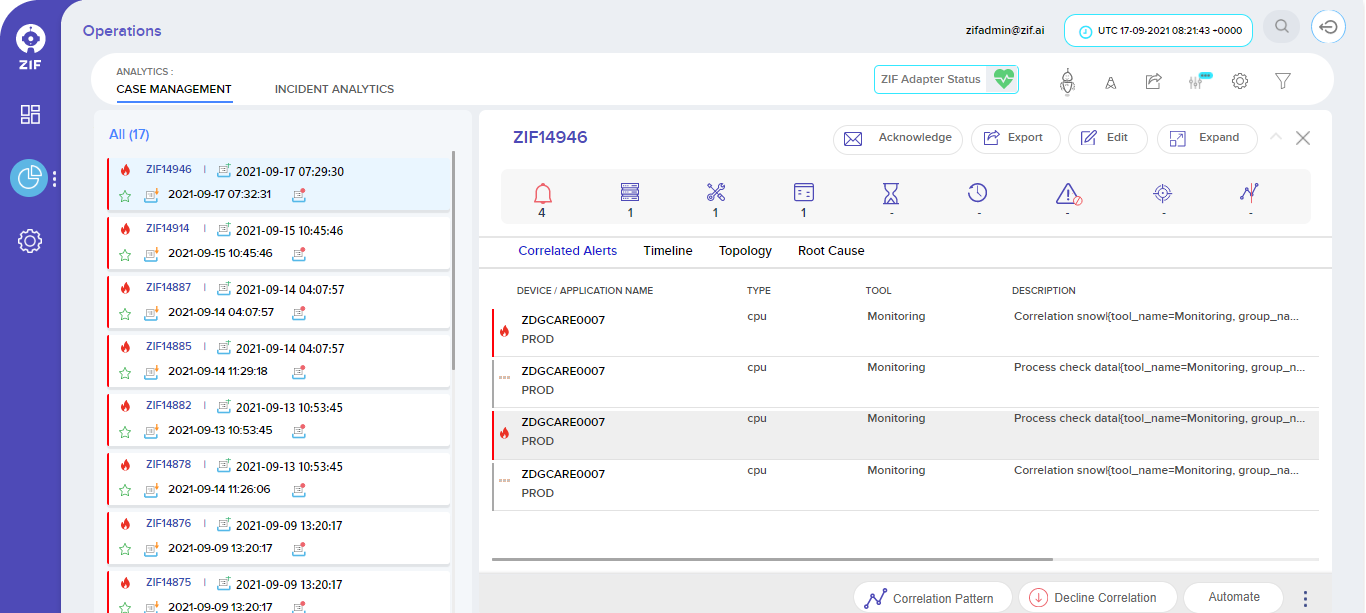 Operations
zifadmin@zif.ai
UTC 17-09-2021 08:21:43 +0000
ZIF
ANALYTICS :
CASE MANAGEMENT
INCIDENT ANALYTICS
ZIF Adapter Status
All (17)
ZIF14946 | 2021-09-17 07:29:30
2021-09-17 07:32:31
ZIF14914 | 2021-09-15 10:45:46
2021-09-15 10:45:46
ZIF14887 | 2021-09-14 04:07:57
2021-09-14 04:07:57
ZIF14885 | 2021-09-14 04:07:57
2021-09-14 11:29:18
ZIF14882 | 2021-09-13 10:53:45
2021-09-13 10:53:45
ZIF14878 | 2021-09-13 10:53:45
2021-09-14 11:26:06
ZIF14876 | 2021-09-09 13:20:17
2021-09-09 13:20:17
ZIF14875 | 2021-09-09 13:20:17
2021-09-09 13:20:17
ZIF14946
Acknowledge
Export
Edit
Expand
4 1 1 1 - - - - -
Correlated Alerts Timeline Topology Root Cause
DEVICE / APPLICATION NAME TYPE TOOL DESCRIPTION
ZDGCARE0007 cpu Monitoring Correlation snow|{tool_name=Monitoring, group_na...
PROD
ZDGCARE0007 cpu Monitoring Process check data|{tool_name=Monitoring, group_n...
PROD
ZDGCARE0007 cpu Monitoring Process check data|{tool_name=Monitoring, group_n...
PROD
ZDGCARE0007 cpu Monitoring Correlation snow|{tool_name=Monitoring, group_na...
PROD
Correlation Pattern
Decline Correlation
Automate